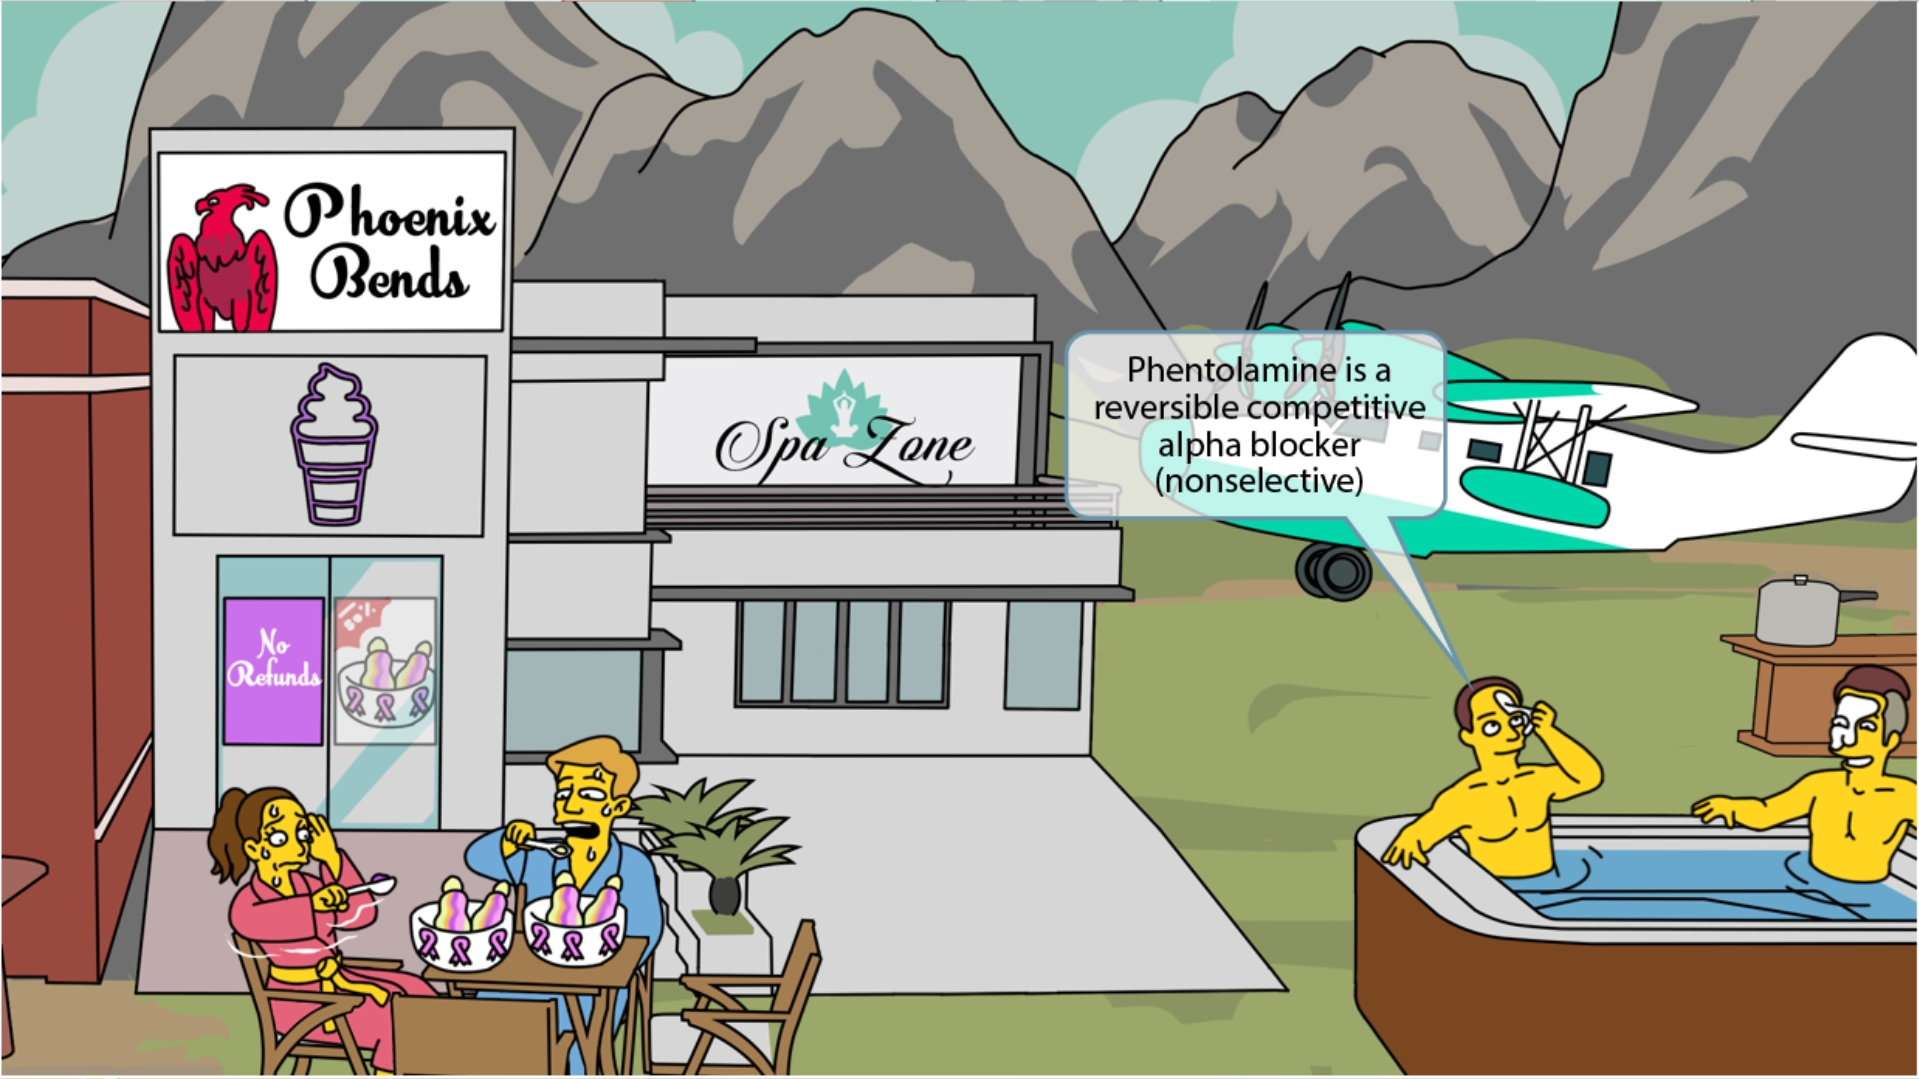 Phoenix
Bends
Spa Zone
Phentolamine is a
reversible competitive
alpha blocker
(nonselective)
No
Refunds